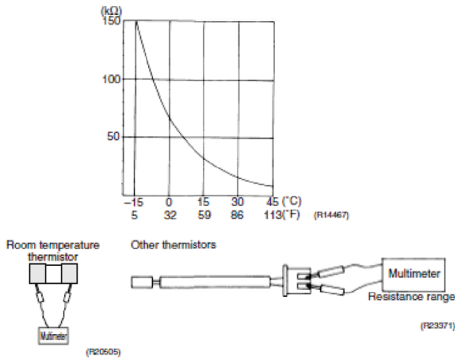 (kΩ)
150
100
50
–15 0 15 30 45 (°C)
5 32 59 86 113 (°F) (R14467)
Room temperature
thermistor
Other thermistors
Multimeter
Resistance range
(R23371)
Multimeter
(R20505)